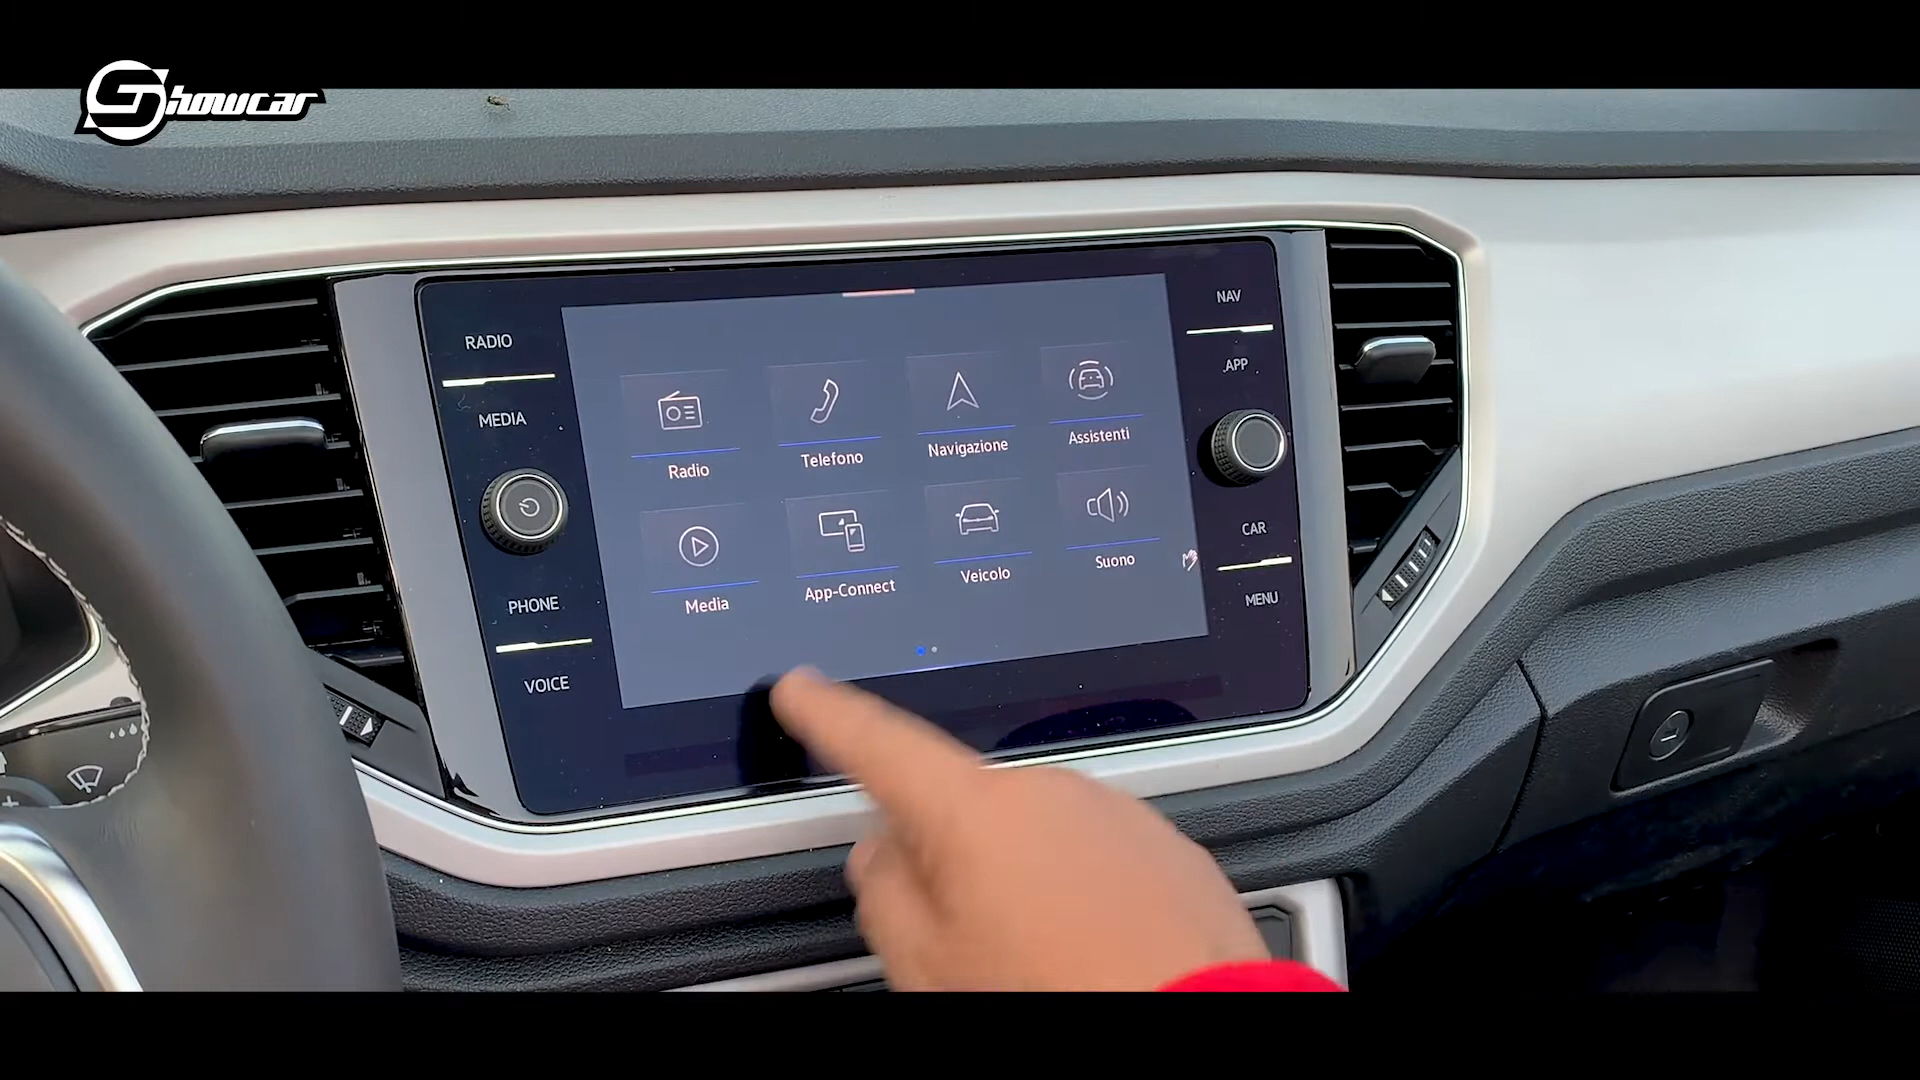 Showcar
RADIO
MEDIA
PHONE
VOICE
Radio
Telefono
Navigazione
Assistenti
Media
App-Connect
Veicolo
Suono
NAV
APP
CAR
MENU